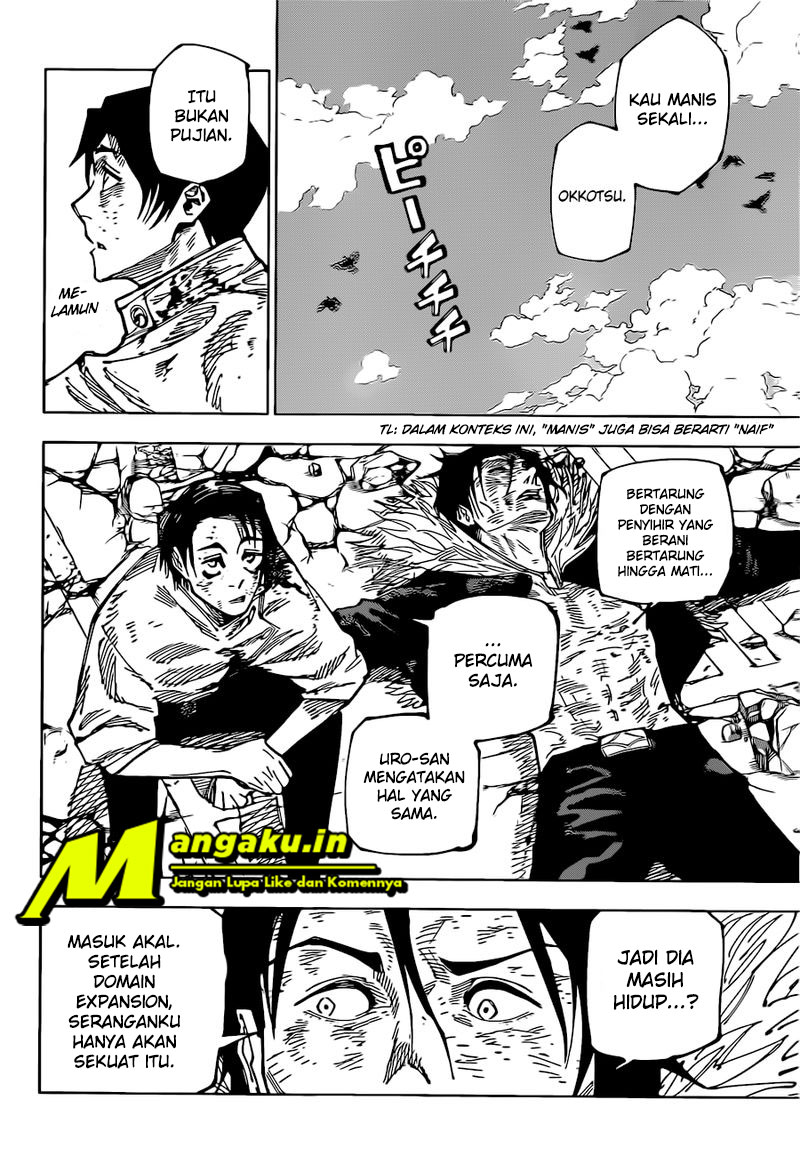 KAU MANIS
SEKALI...
OKKOTSU.
ピーチチチ
ITU
BUKAN
PUJIAN.
ME-
LAMUN
TL: DALAM KONTEKS INI, "MANIS" JUGA BISA BERARTI "NAIF"
BERTARUNG
DENGAN
PENYIHIR YANG
BERANI
BERTARUNG
HINGGA MATI...
...
PERCUMA
SAJA.
URO-SAN
MENGATAKAN
HAL YANG
SAMA.
Mangaku.in
Jangan Lupa Like dan Komennya
JADI DIA
MASIH
HIDUP...?
MASUK AKAL.
SETELAH
DOMAIN
EXPANSION,
SERANGANKU
HANYA AKAN
SEKUAT ITU.